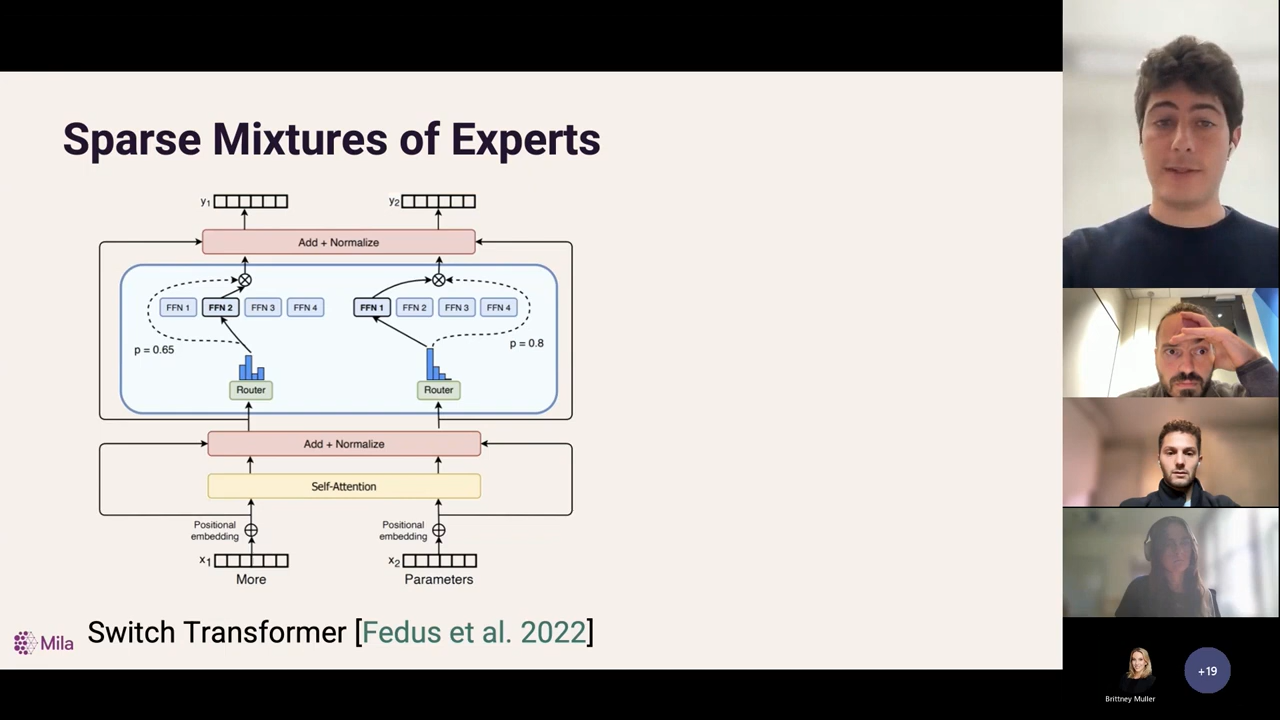 Sparse Mixtures of Experts
y1
y2
Add + Normalize
FFN 1 FFN 2 FFN 3 FFN 4
FFN 1 FFN 2 FFN 3 FFN 4
p = 0.65
p = 0.8
Router
Router
Add + Normalize
Self-Attention
Positional
embedding
Positional
embedding
x1
x2
More
Parameters
Mila
Switch Transformer [Fedus et al. 2022]
Brittney Muller
+19